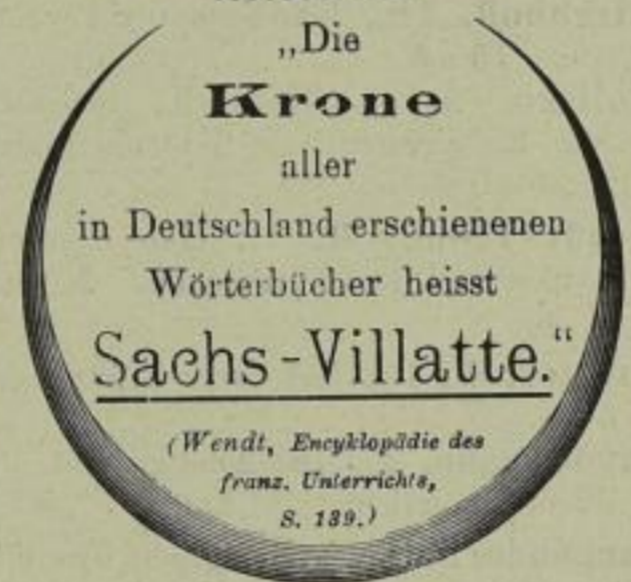 „Die
Krone
aller
in Deutschland erschienenen
Wörterbücher heisst
Sachs-Villatte.“
(Wendt, Encyklopädie des
franz. Unterrichts,
S. 139.)